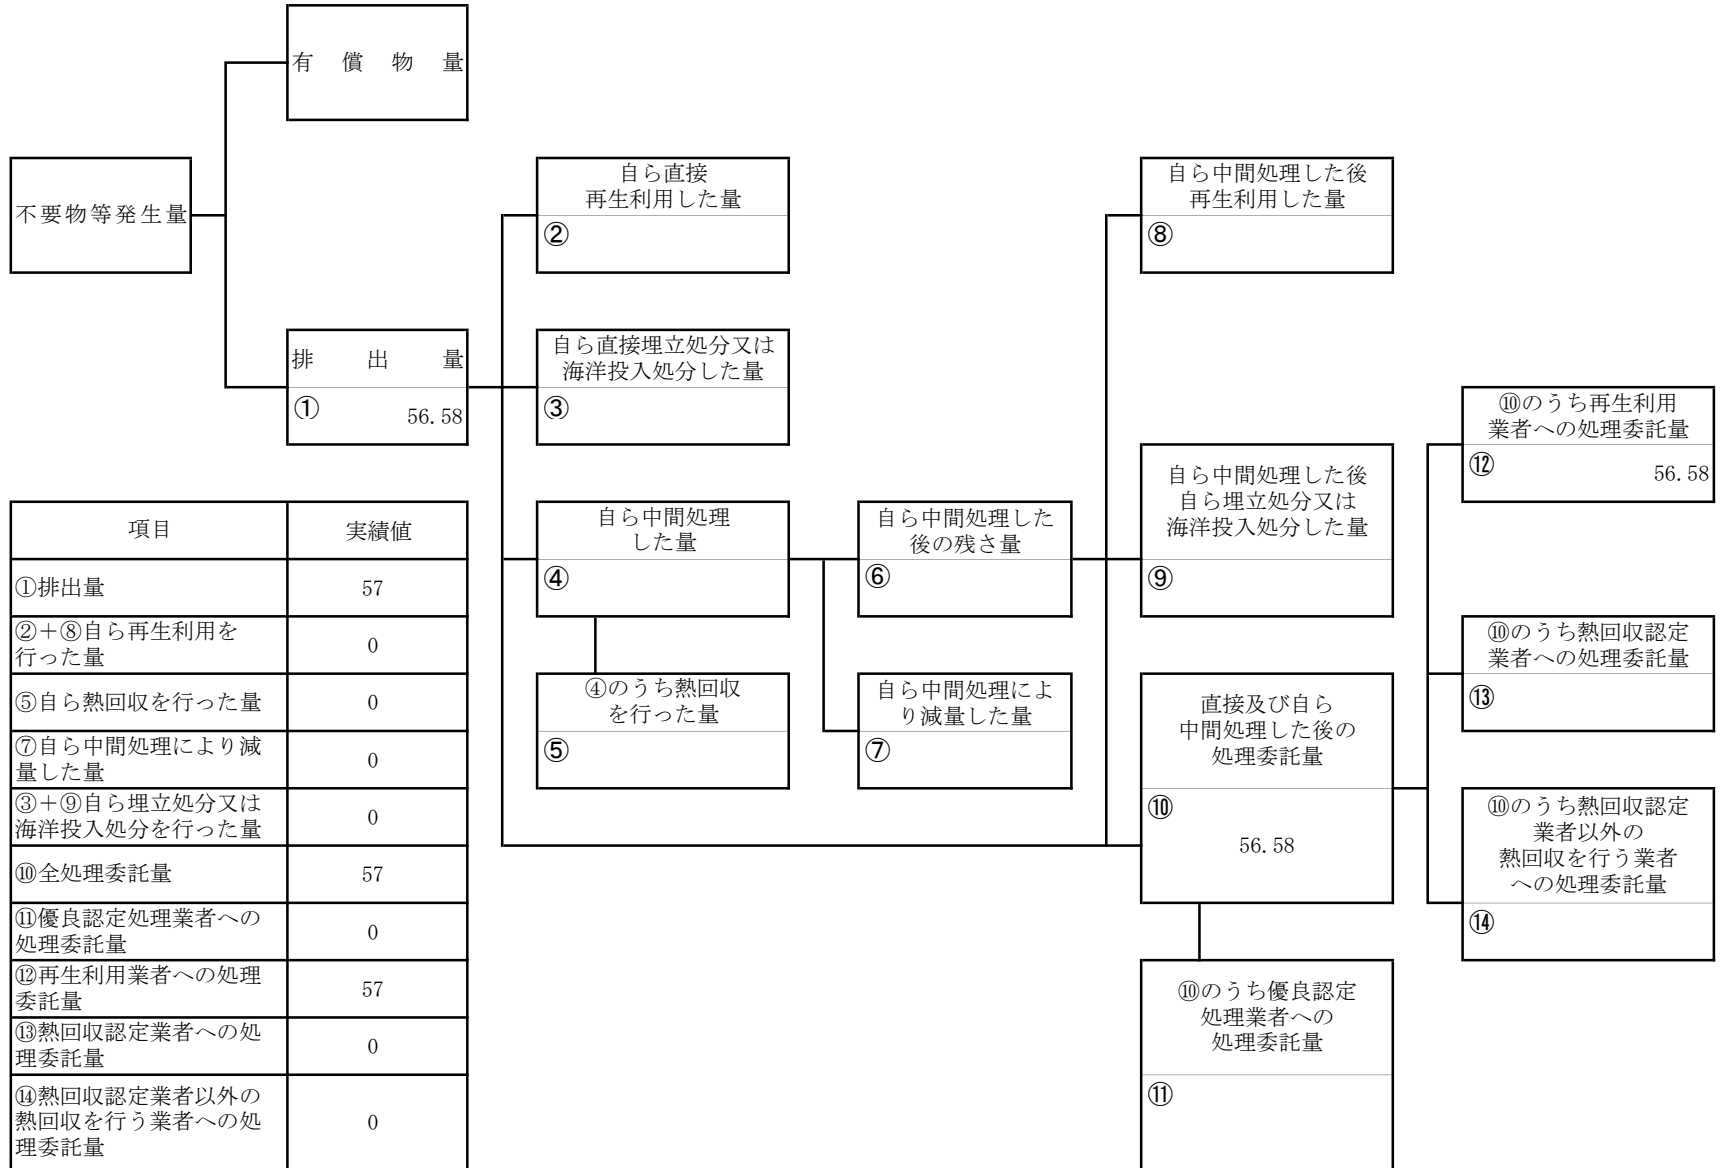 有償物量
不要物等発生量
排出量
①
56.58
自ら直接
再生利用した量
②
自ら直接埋立処分又は
海洋投入処分した量
③
自ら中間処理
した量
④
④のうち熱回収
を行った量
⑤
自ら中間処理した
後の残さ量
⑥
自ら中間処理によ
り減量した量
⑦
自ら中間処理した後
再生利用した量
⑧
自ら中間処理した後
自ら埋立処分又は
海洋投入処分した量
⑨
直接及び自ら
中間処理した後の
処理委託量
⑩
56.58
⑩のうち優良認定
処理業者への
処理委託量
⑪
⑩のうち再生利用
業者への処理委託量
⑫
56.58
⑩のうち熱回収認定
業者への処理委託量
⑬
⑩のうち熱回収認定
業者以外の
熱回収を行う業者
への処理委託量
⑭
項目 実績値
①排出量 57
②＋⑧自ら再生利用を
行った量 0
⑤自ら熱回収を行った量 0
⑦自ら中間処理により減
量した量 0
③＋⑨自ら埋立処分又は
海洋投入処分を行った量 0
⑩全処理委託量 57
⑪優良認定処理業者への
処理委託量 0
⑫再生利用業者への処理
委託量 57
⑬熱回収認定業者への処
理委託量 0
⑭熱回収認定業者以外の
熱回収を行う業者への処
理委託量 0